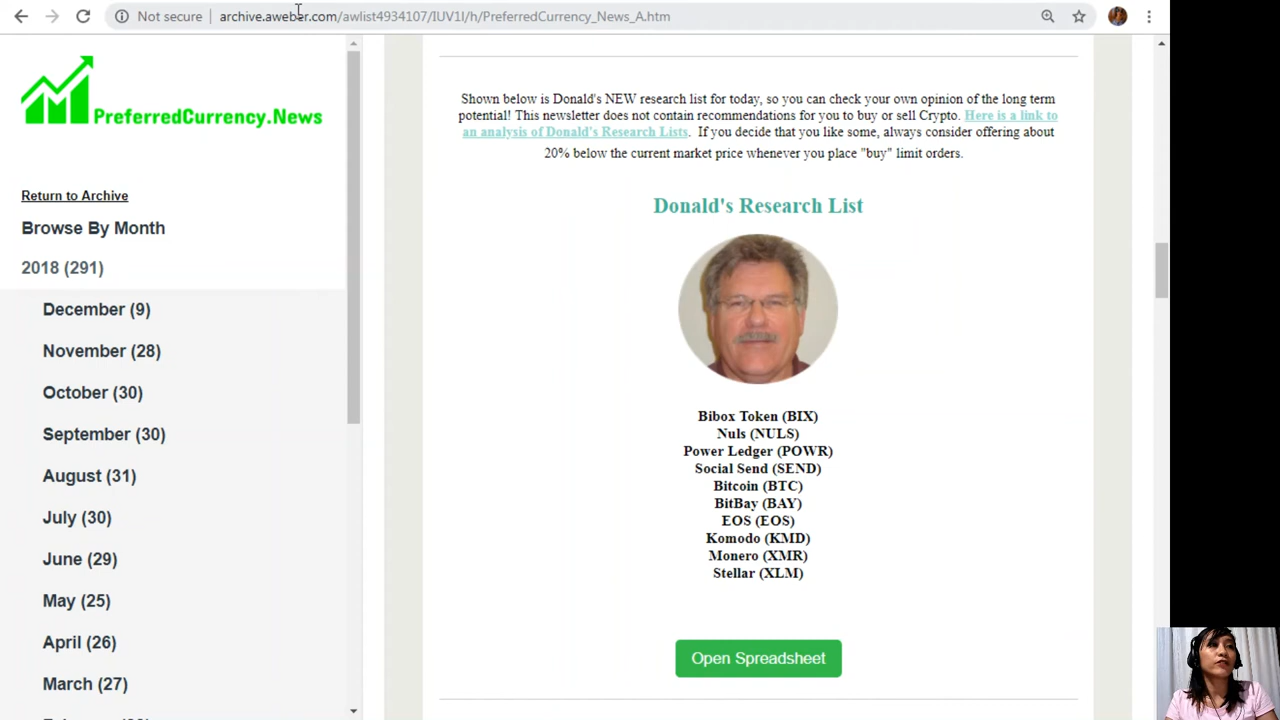 Not secure
archive.aweber.com/awlist4934107/IUV1I/h/PreferredCurrency_News_A.htm
PreferredCurrency.News
Return to Archive
Browse By Month
2018 (291)
December (9)
November (28)
October (30)
September (30)
August (31)
July (30)
June (29)
May (25)
April (26)
March (27)
Shown below is Donald's NEW research list for today, so you can check your own opinion of the long term
potential! This newsletter does not contain recommendations for you to buy or sell Crypto. Here is a link to
an analysis of Donald's Research Lists. If you decide that you like some, always consider offering about
20% below the current market price whenever you place "buy" limit orders.
Donald's Research List
Bibox Token (BIX)
Nuls (NULS)
Power Ledger (POWR)
Social Send (SEND)
Bitcoin (BTC)
BitBay (BAY)
EOS (EOS)
Komodo (KMD)
Monero (XMR)
Stellar (XLM)
Open Spreadsheet